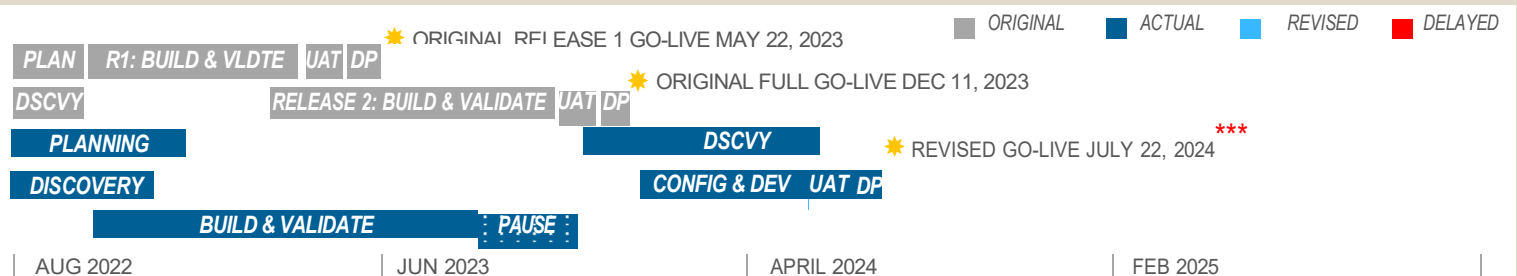 ORIGINAL ACTUAL REVISED DELAYED
ORIGINAL RELEASE 1 GO-LIVE MAY 22, 2023
PLAN R1: BUILD & VLDTE UAT DP
ORIGINAL FULL GO-LIVE DEC 11, 2023
DSCVY RELEASE 2: BUILD & VALIDATE UAT DP
PLANNING DSCVY
REVISED GO-LIVE JULY 22, 2024***
DISCOVERY CONFIG & DEV UAT DP
BUILD & VALIDATE PAUSE
AUG 2022 JUN 2023 APRIL 2024 FEB 2025